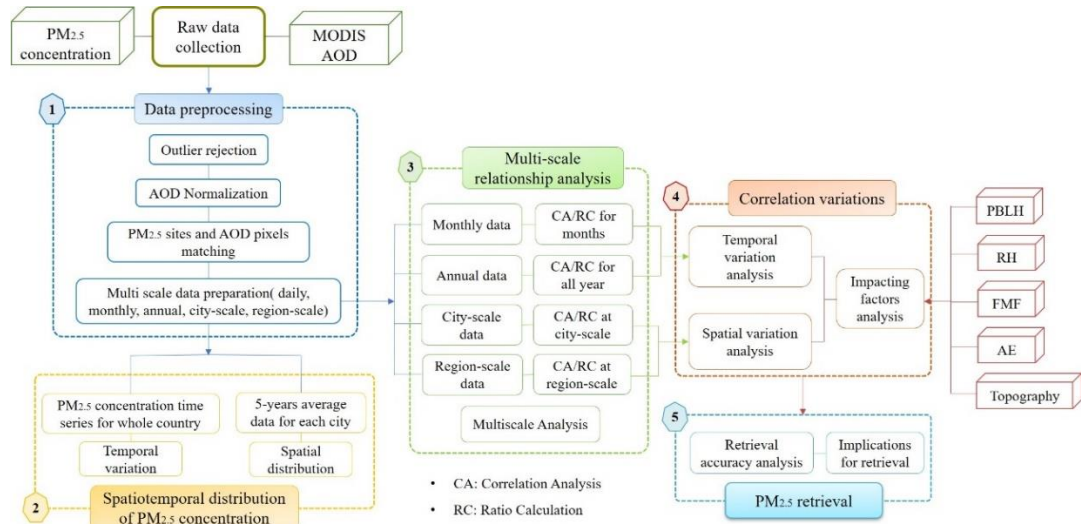 PM2.5
concentration
Raw data
collection
MODIS
AOD
1
Data preprocessing
Outlier rejection
AOD Normalization
PM2.5 sites and AOD pixels
matching
Multi scale data preparation( daily,
monthly, annual, city-scale, region-scale)
PM2.5 concentration time
series for whole country
5-years average
data for each city
Temporal
variation
Spatial
distribution
2
Spatiotemporal distribution
of PM2.5 concentration
3
Multi-scale
relationship analysis
Monthly data
CA/RC for
months
Annual data
CA/RC for
all year
City-scale
data
CA/RC at
city-scale
Region-scale
data
CA/RC at
region-scale
Multiscale Analysis
• CA: Correlation Analysis
• RC: Ratio Calculation
4
Correlation variations
Temporal
variation analysis
Spatial variation
analysis
Impacting
factors
analysis
PBLH
RH
FMF
AE
Topography
5
Retrieval
accuracy analysis
Implications
for retrieval
PM2.5 retrieval